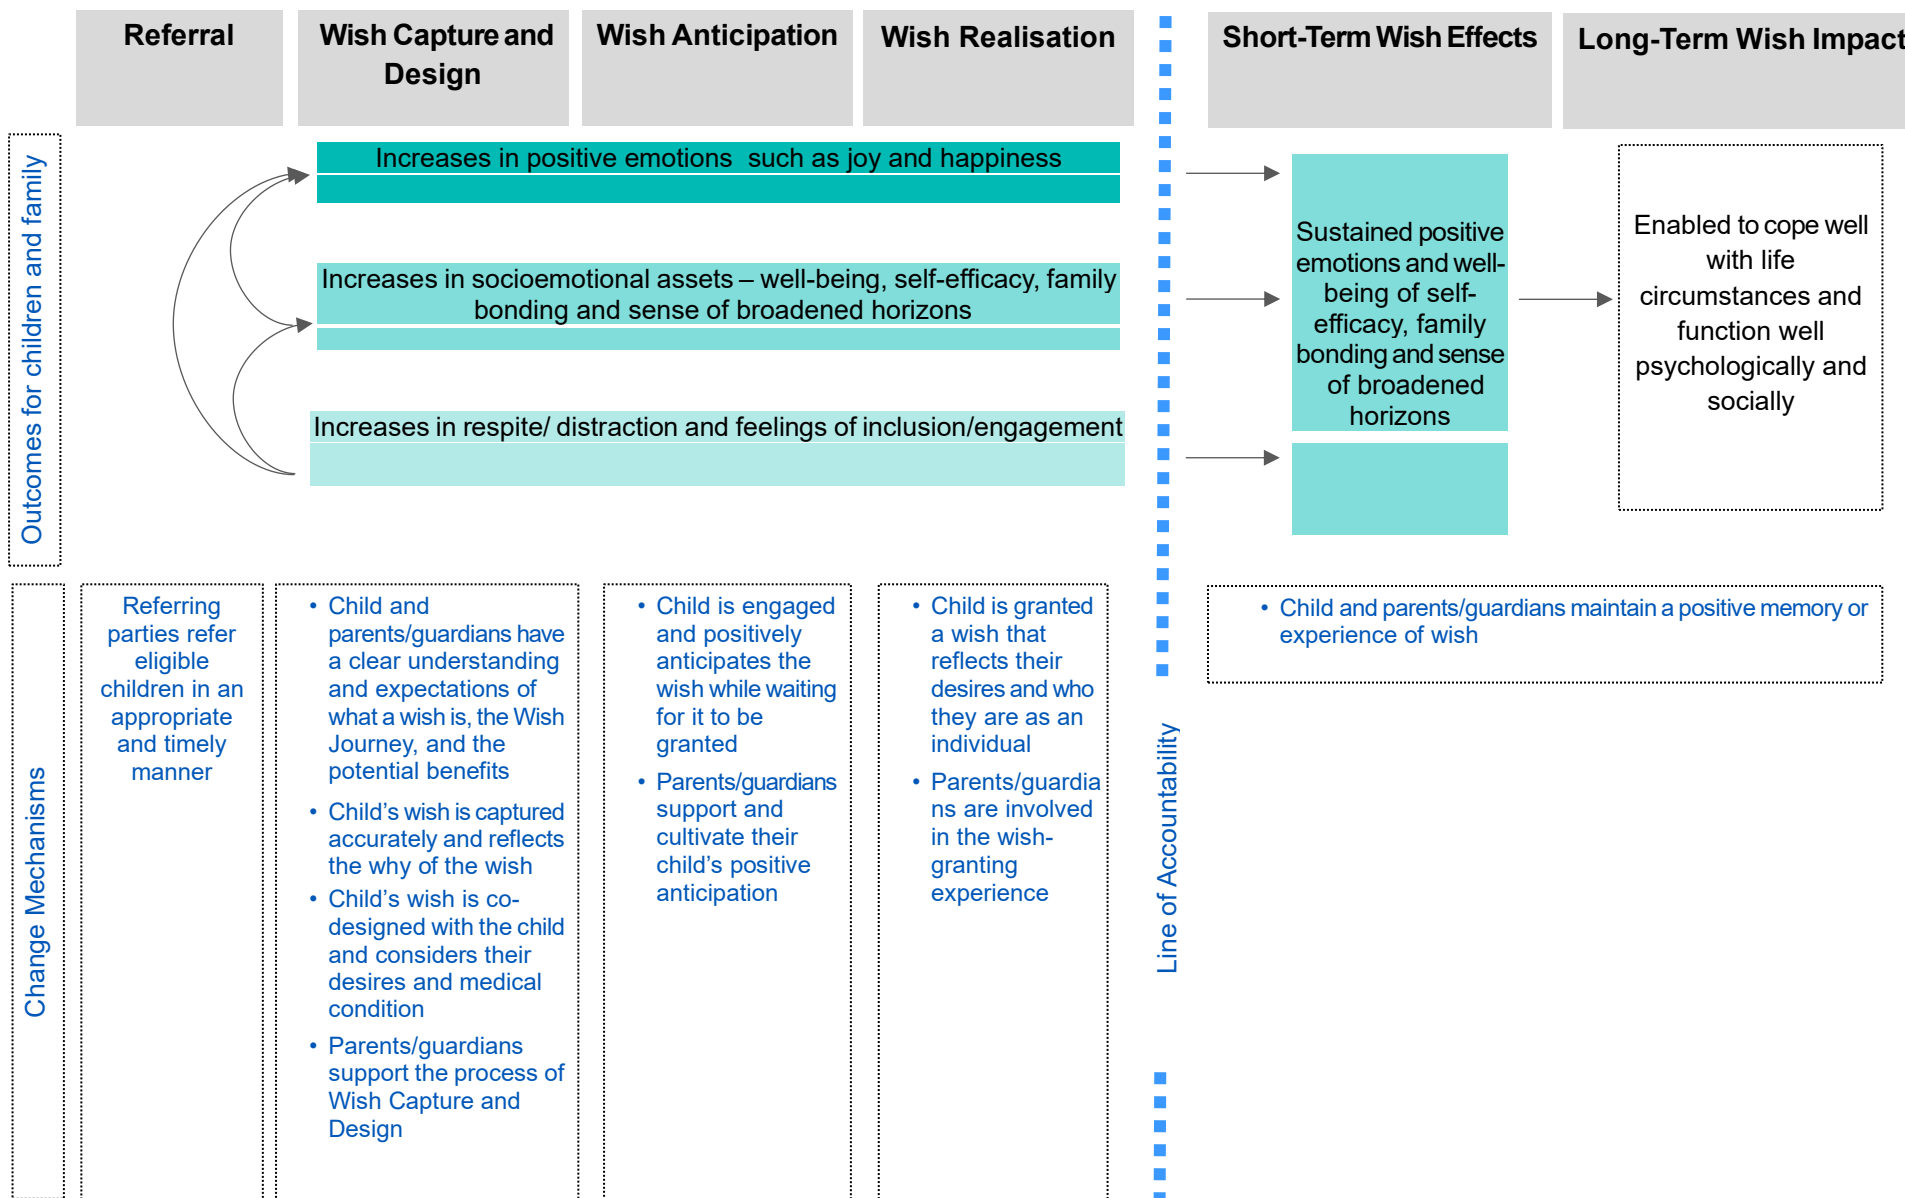 Referral
Wish Capture and
Design
Wish Anticipation
Wish Realisation
Short-Term Wish Effects
Long-Term Wish Impact
Outcomes for children and family
Increases in positive emotions such as joy and happiness
Increases in socioemotional assets – well-being, self-efficacy, family
bonding and sense of broadened horizons
Increases in respite/ distraction and feelings of inclusion/engagement
Sustained positive
emotions and well-
being of self-
efficacy, family
bonding and sense
of broadened
horizons
Enabled to cope well
with life
circumstances and
function well
psychologically and
socially
Change Mechanisms
Referring
parties refer
eligible
children in an
appropriate
and timely
manner
• Child and
parents/guardians have
a clear understanding
and expectations of
what a wish is, the Wish
Journey, and the
potential benefits
• Child’s wish is captured
accurately and reflects
the why of the wish
• Child’s wish is co-
designed with the child
and considers their
desires and medical
condition
• Parents/guardians
support the process of
Wish Capture and
Design
• Child is engaged
and positively
anticipates the
wish while waiting
for it to be
granted
• Parents/guardians
support and
cultivate their
child’s positive
anticipation
• Child is granted
a wish that
reflects their
desires and who
they are as an
individual
• Parents/guardia
ns are involved
in the wish-
granting
experience
Line of Accountability
• Child and parents/guardians maintain a positive memory or
experience of wish